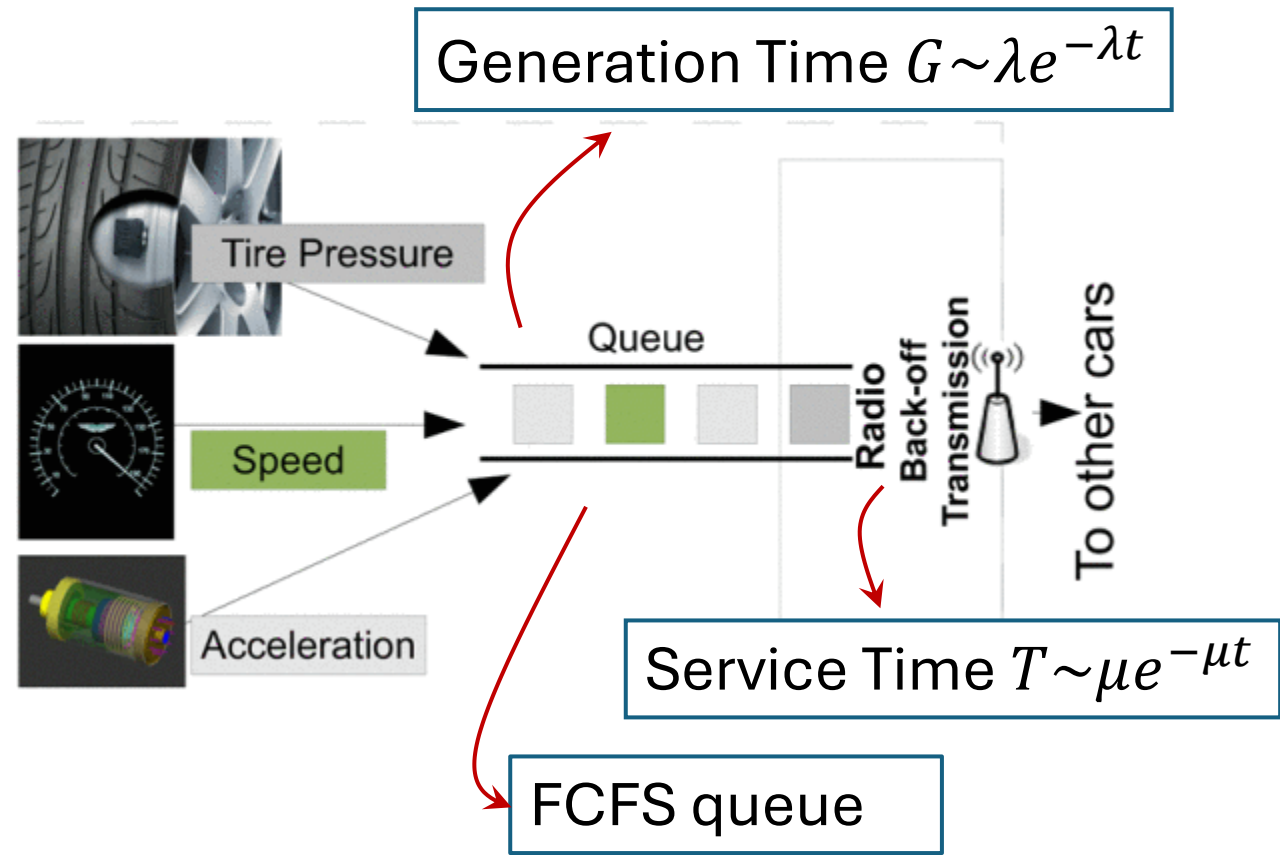 Generation Time G~λe^{-λt}
Tire Pressure
Queue
Speed
Acceleration
Radio
Back-off
Transmission
To other cars
Service Time T~μe^{-μt}
FCFS queue